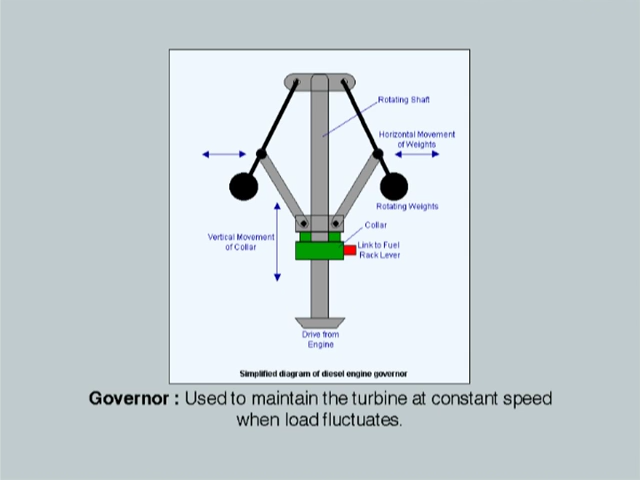 Rotating Shaft
Horizontal Movement
of Weights
Rotating Weights
Collar
Vertical Movement
of Collar
Link to Fuel
Rack Lever
Drive from
Engine
Simplified diagram of diesel engine governor
Governor : Used to maintain the turbine at constant speed
when load fluctuates.